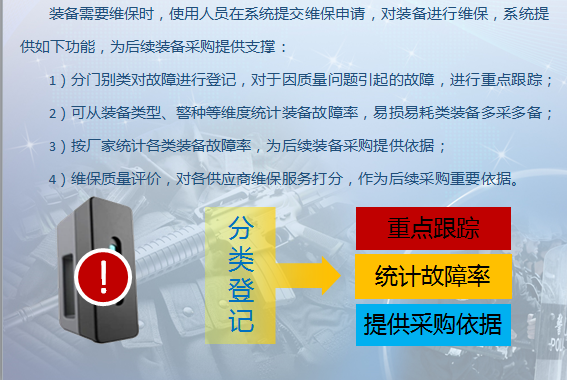 装备需要维保时，使用人员在系统提交维保申请，对装备进行维保，系统提
供如下功能，为后续装备采购提供支撑：
1）分门别类对故障进行登记，对于因质量问题引起的故障，进行重点跟踪；
2）可从装备类型、警种等维度统计装备故障率，易损易耗类装备多采多备；
3）按厂家统计各类装备故障率，为后续装备采购提供依据；
4）维保质量评价，对各供应商维保服务打分，作为后续采购重要依据。
!
分
类
登
记
重点跟踪
统计故障率
提供采购依据